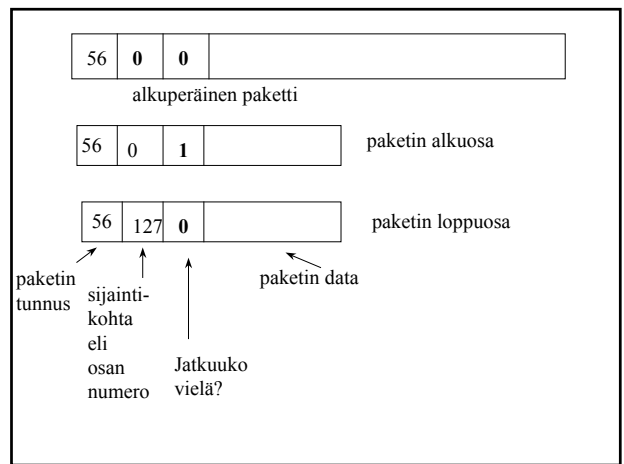 56 0 0
alkuperäinen paketti
56 0 1
paketin alkuosa
56 127 0
paketin loppuosa
paketin
tunnus
sijainti-
kohta
eli
osan
numero
Jatkuuko
vielä?
paketin data